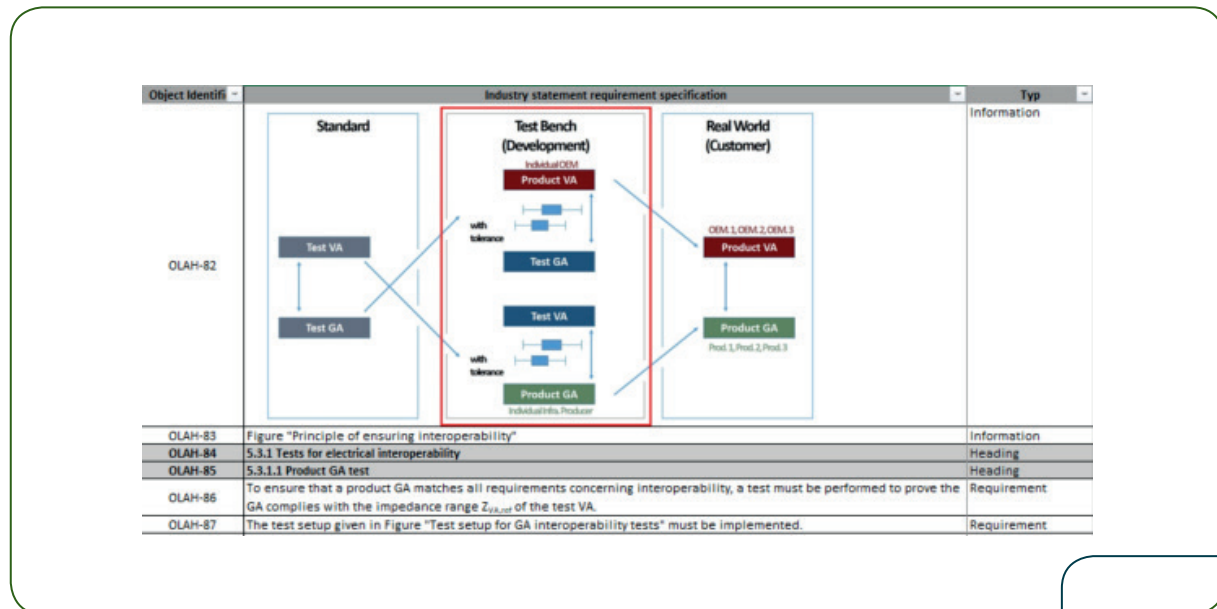 Object Identifi
Industry statement requirement specification
Typ
OLAH-82
Information
Standard
Test VA
Test GA
Test Bench
(Development)
Individual OEM
Product VA
with
tolerance
Test GA
Test VA
with
tolerance
Product GA
Individual Infra. Producer
Real World
(Customer)
OEM. 1, OEM. 2, OEM. 3
Product VA
Product GA
Prod. 1, Prod. 2, Prod. 3
OLAH-83 Figure "Principle of ensuring interoperability" Information
OLAH-84 5.3.1 Tests for electrical interoperability Heading
OLAH-85 5.3.1.1 Product GA test Heading
OLAH-86 To ensure that a product GA matches all requirements concerning interoperability, a test must be performed to prove the Requirement
GA complies with the impedance range Z_VA,ref of the test VA.
OLAH-87 The test setup given in Figure "Test setup for GA interoperability tests" must be implemented. Requirement